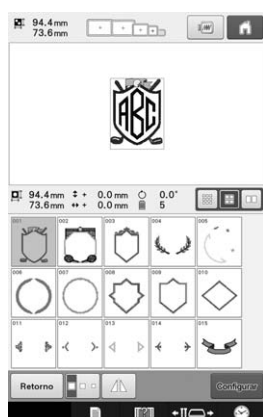 94.4mm
73.6mm
ABC
94.4mm + 0.0mm 0.0°
73.6mm + 0.0mm 5
001 002 003 004 005
006 007 008 009 010
011 012 013 014 015
Retorno Configurar